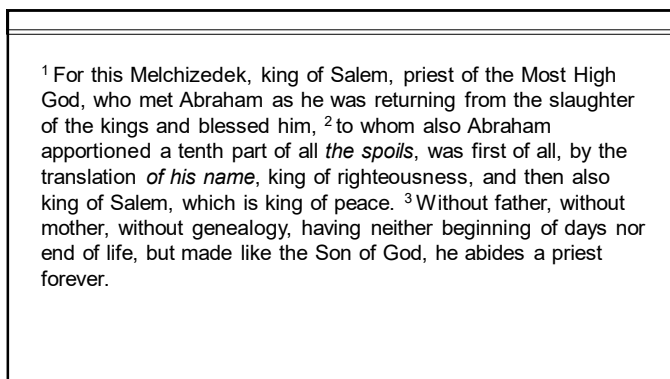 1 For this Melchizedek, king of Salem, priest of the Most High
God, who met Abraham as he was returning from the slaughter
of the kings and blessed him, 2 to whom also Abraham
apportioned a tenth part of all the spoils, was first of all, by the
translation of his name, king of righteousness, and then also
king of Salem, which is king of peace. 3 Without father, without
mother, without genealogy, having neither beginning of days nor
end of life, but made like the Son of God, he abides a priest
forever.